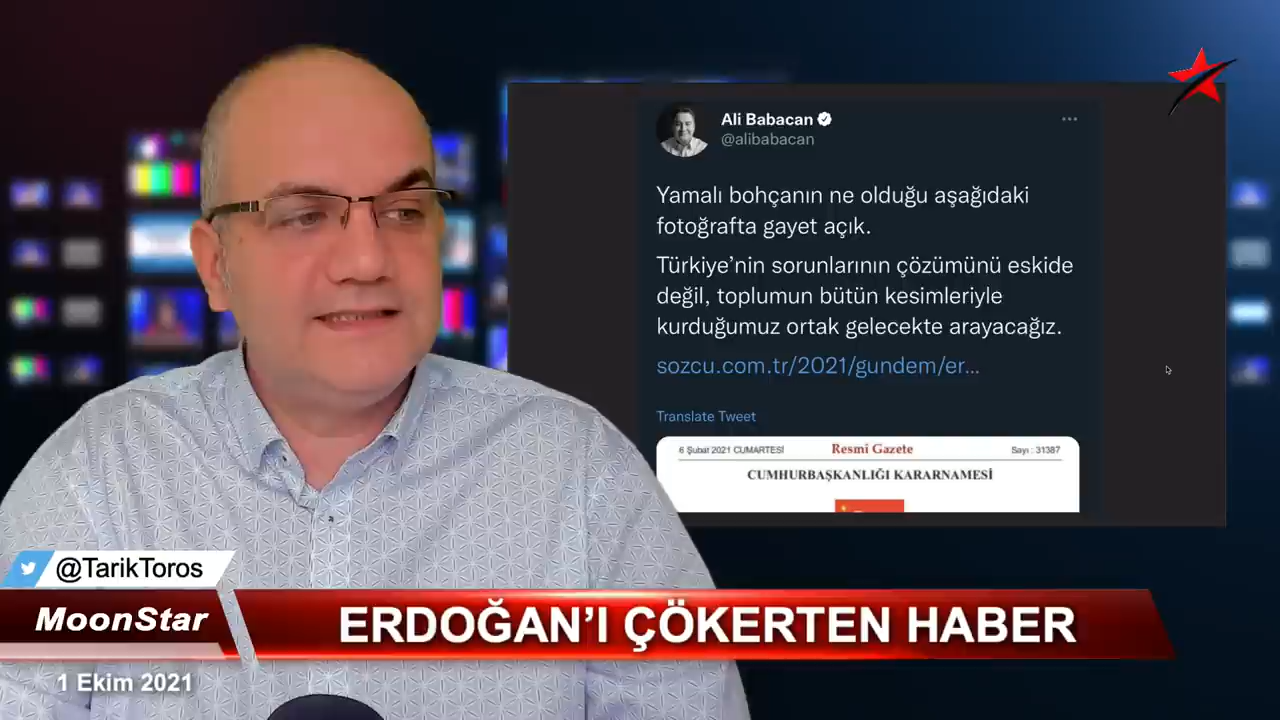 Ali Babacan
@alibabacan
Yamalı bohçanın ne olduğu aşağıdaki
fotoğrafta gayet açık.
Türkiye’nin sorunlarının çözümünü eskide
değil, toplumun bütün kesimleriyle
kurduğumuz ortak gelecekte arayacağız.
sozcu.com.tr/2021/gundem/er...
Translate Tweet
6 Şubat 2021 CUMARTESİ Resmî Gazete Sayı : 31387
CUMHURBAŞKANLIĞI KARARNAMESİ
@TarikToros
MoonStar ERDOĞAN’I ÇÖKERTEN HABER
1 Ekim 2021